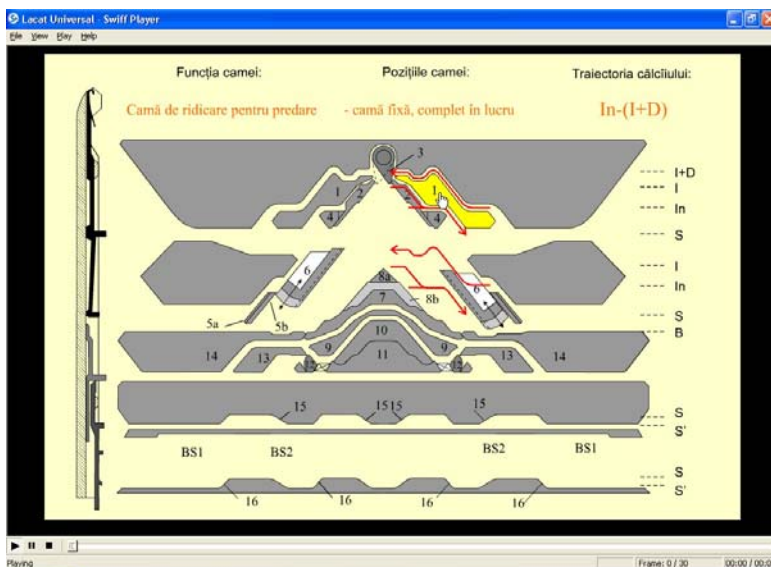 Lacat Universal - Swiff Player
File View Play Help
Funcția camei: Pozițiile camei: Traiectoria călcîiului:
Camă de ridicare pentru predare - camă fixă, complet în lucru In-(I+D)
3
I+D
1 2 1 I
4 2 4 In
S
6 6 I
8a In
7 8b
5a 5b S
10 B
14 13 9 9 13 14
11
12 12
15 15 15 15 S
S'
BS1 BS2 BS2 BS1
S
16 16 16 16 S'
Playing Frame: 0 / 30 00:00 / 00:0